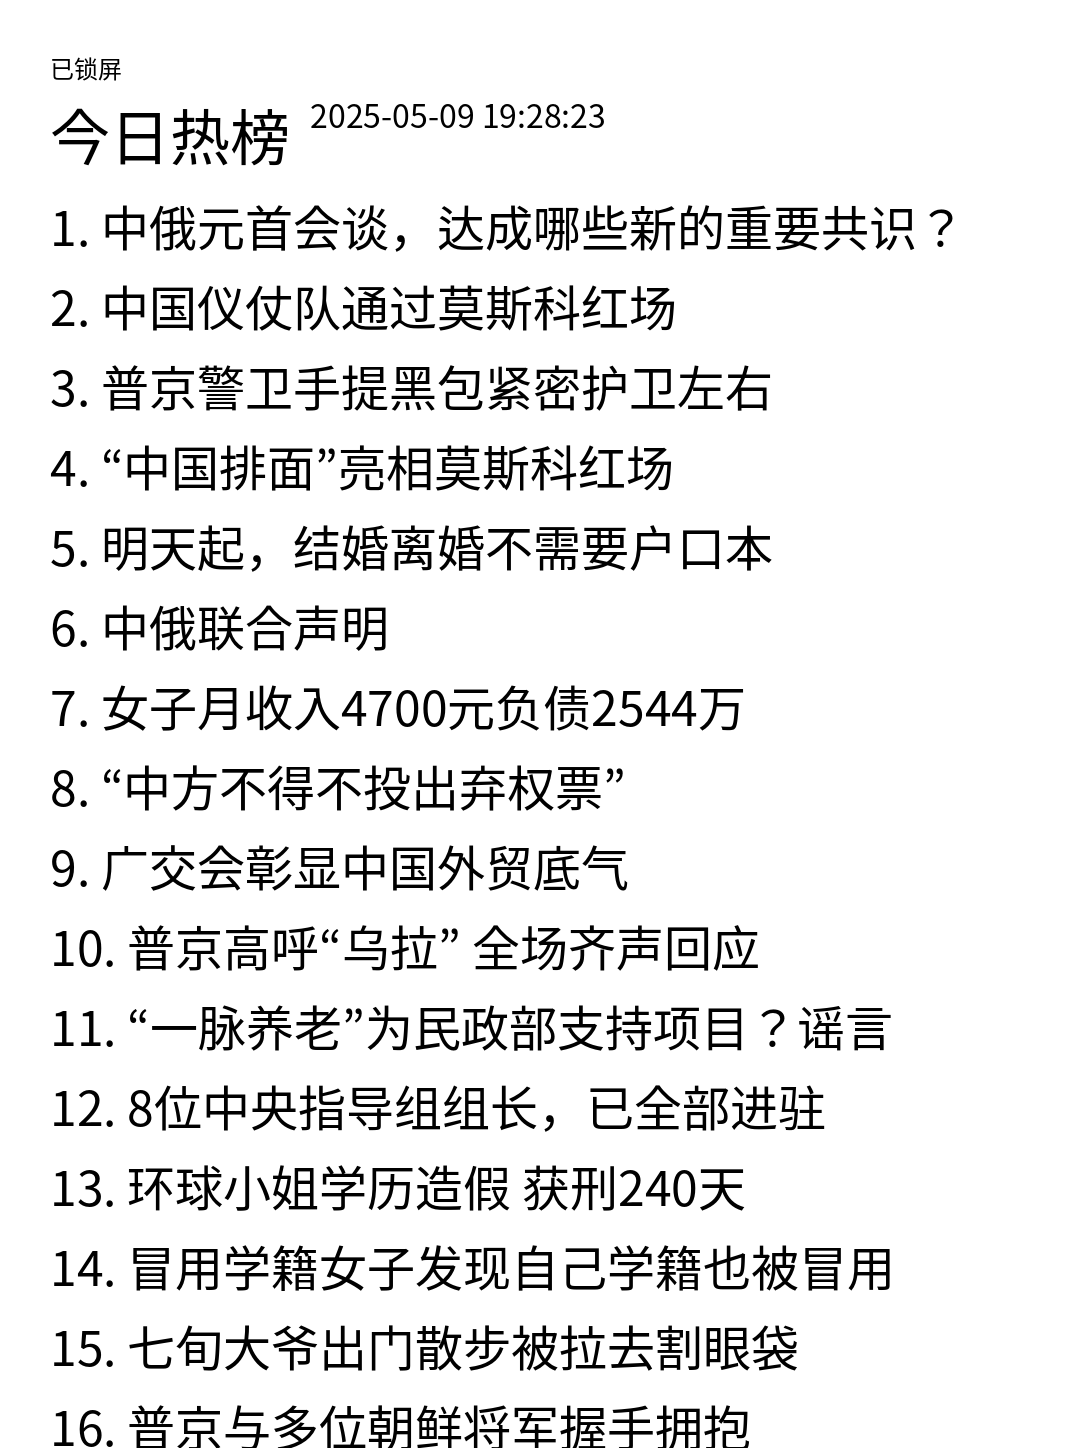 已锁屏
今日热榜 2025-05-09 19:28:23
1. 中俄元首会谈，达成哪些新的重要共识？
2. 中国仪仗队通过莫斯科红场
3. 普京警卫手提黑包紧密护卫左右
4. “中国排面”亮相莫斯科红场
5. 明天起，结婚离婚不需要户口本
6. 中俄联合声明
7. 女子月收入4700元负债2544万
8. “中方不得不投出弃权票”
9. 广交会彰显中国外贸底气
10. 普京高呼“乌拉” 全场齐声回应
11. “一脉养老”为民政部支持项目？谣言
12. 8位中央指导组组长，已全部进驻
13. 环球小姐学历造假 获刑240天
14. 冒用学籍女子发现自己学籍也被冒用
15. 七旬大爷出门散步被拉去割眼袋
16. 普京与多位朝鲜将军握手拥抱